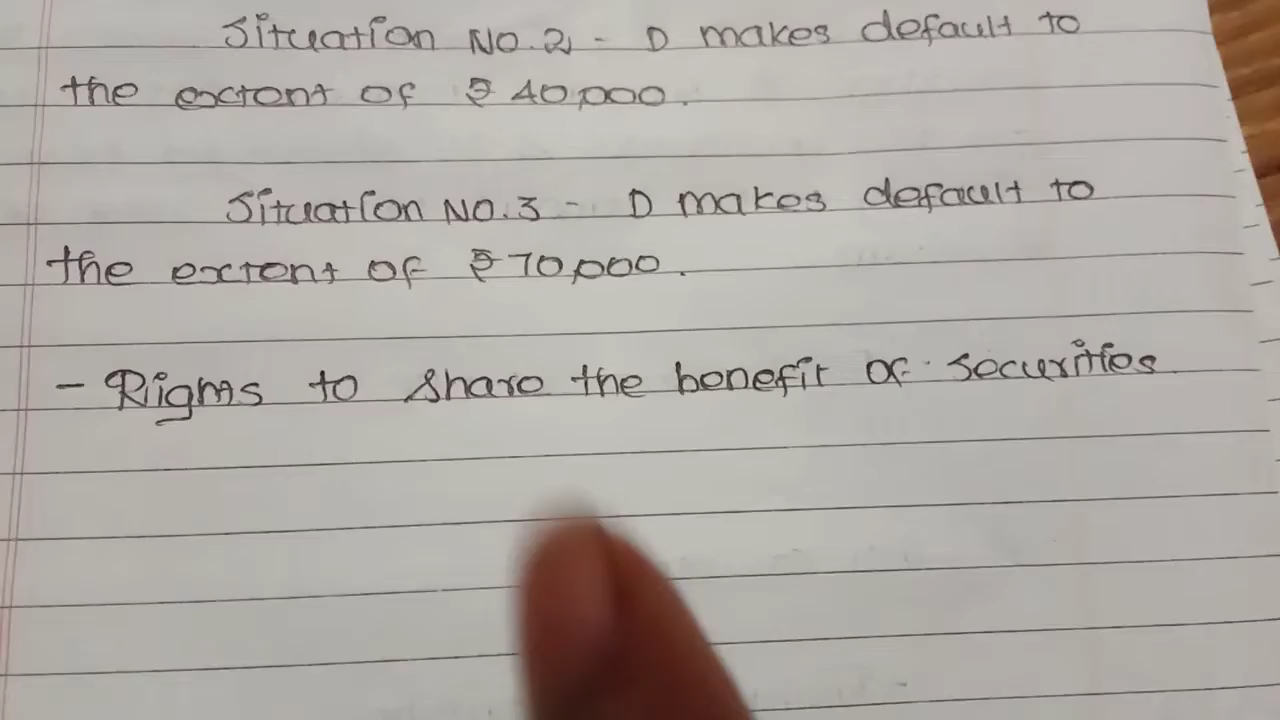 Situation No.2 - D makes default to
the extent of ₹ 40,000.
Situation No.3 - D makes default to
the extent of ₹ 70,000.
- Rights to share the benefit of securities